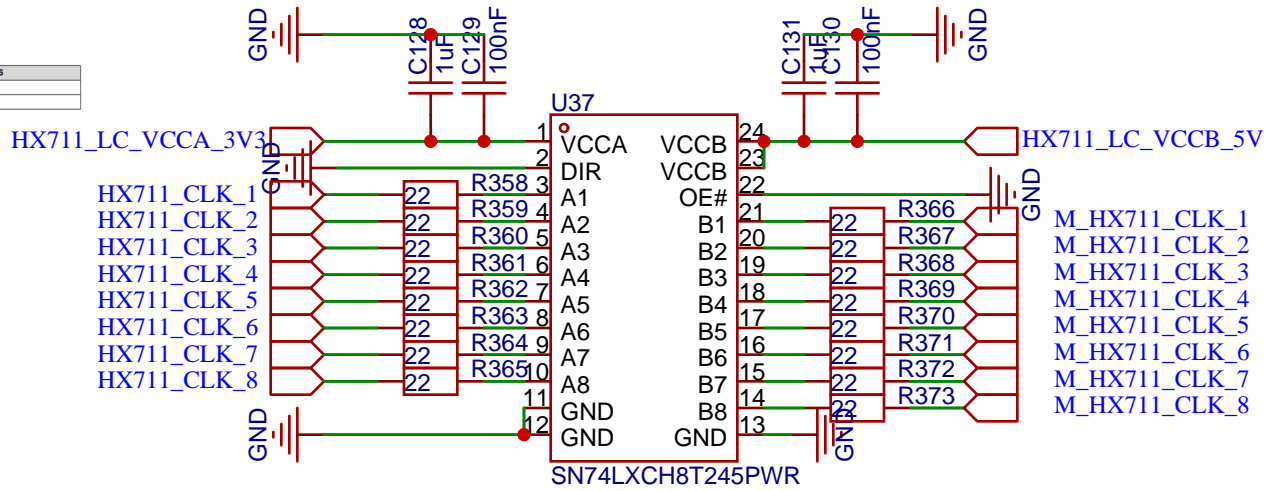 GND
C128
1uF
C129
100nF
C131
1uF
C130
100nF
GND
s
U37
HX711_LC_VCCA_3V3
1
VCCA
VCCB
24
HX711_LC_VCCB_5V
GND
2
DIR
VCCB
23
HX711_CLK_1
22
R358
3
A1
OE#
22
GND
HX711_CLK_2
22
R359
4
A2
B1
21
22
R366
M_HX711_CLK_1
HX711_CLK_3
22
R360
5
A3
B2
20
22
R367
M_HX711_CLK_2
HX711_CLK_4
22
R361
6
A4
B3
19
22
R368
M_HX711_CLK_3
HX711_CLK_5
22
R362
7
A5
B4
18
22
R369
M_HX711_CLK_4
HX711_CLK_6
22
R363
8
A6
B5
17
22
R370
M_HX711_CLK_5
HX711_CLK_7
22
R364
9
A7
B6
16
22
R371
M_HX711_CLK_6
HX711_CLK_8
22
R365
10
A8
B7
15
22
R372
M_HX711_CLK_7
11
GND
B8
14
22
R373
M_HX711_CLK_8
GND
12
GND
GND
13
GND
SN74LXCH8T245PWR